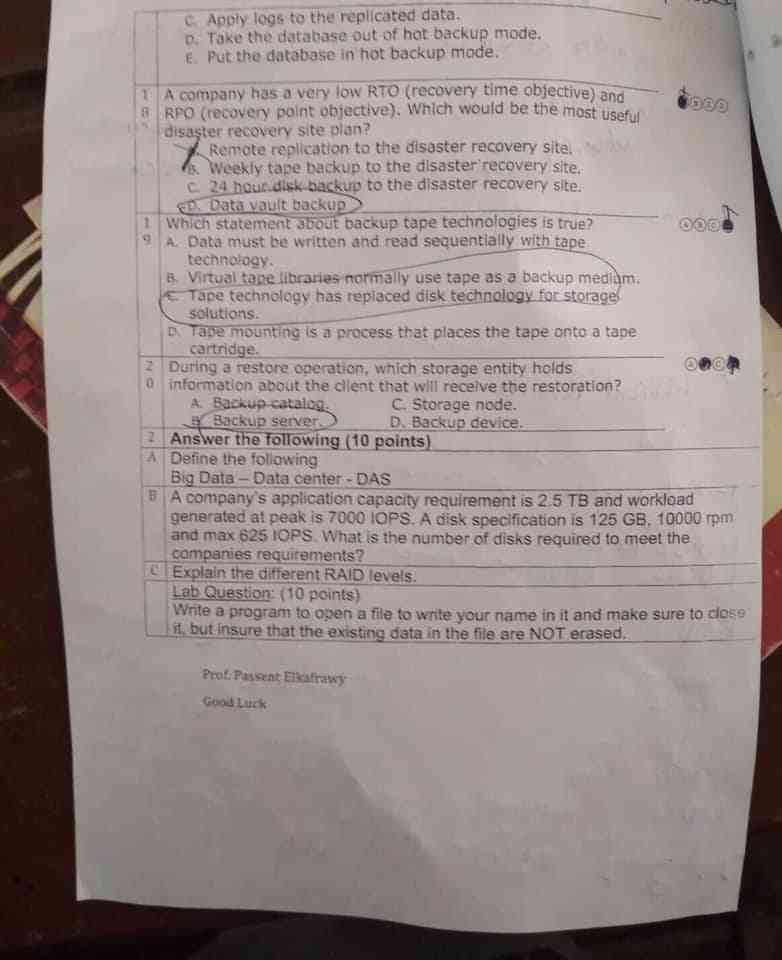 C. Apply logs to the replicated data.
D. Take the database out of hot backup mode.
E. Put the database in hot backup mode.
1 A company has a very low RTO (recovery time objective) and
8 RPO (recovery point objective). Which would be the most useful
disaster recovery site plan?
Remote replication to the disaster recovery site.
B. Weekly tape backup to the disaster recovery site.
C. 24 hour disk backup to the disaster recovery site.
D. Data vault backup
1 Which statement about backup tape technologies is true?
9 A. Data must be written and read sequentially with tape
technology.
B. Virtual tape libraries normally use tape as a backup medium.
C. Tape technology has replaced disk technology for storage
solutions.
D. Tape mounting is a process that places the tape onto a tape
cartridge.
2 During a restore operation, which storage entity holds
0 information about the client that will receive the restoration?
A. Backup catalog. C. Storage node.
B. Backup server. D. Backup device.
2 Answer the following (10 points)
A Define the following
Big Data – Data center - DAS
B A company's application capacity requirement is 2.5 TB and workload
generated at peak is 7000 IOPS. A disk specification is 125 GB, 10000 rpm
and max 625 IOPS. What is the number of disks required to meet the
companies requirements?
C Explain the different RAID levels.
Lab Question: (10 points)
Write a program to open a file to write your name in it and make sure to close
it, but insure that the existing data in the file are NOT erased.
Prof. Passent Elkafrawy
Good Luck